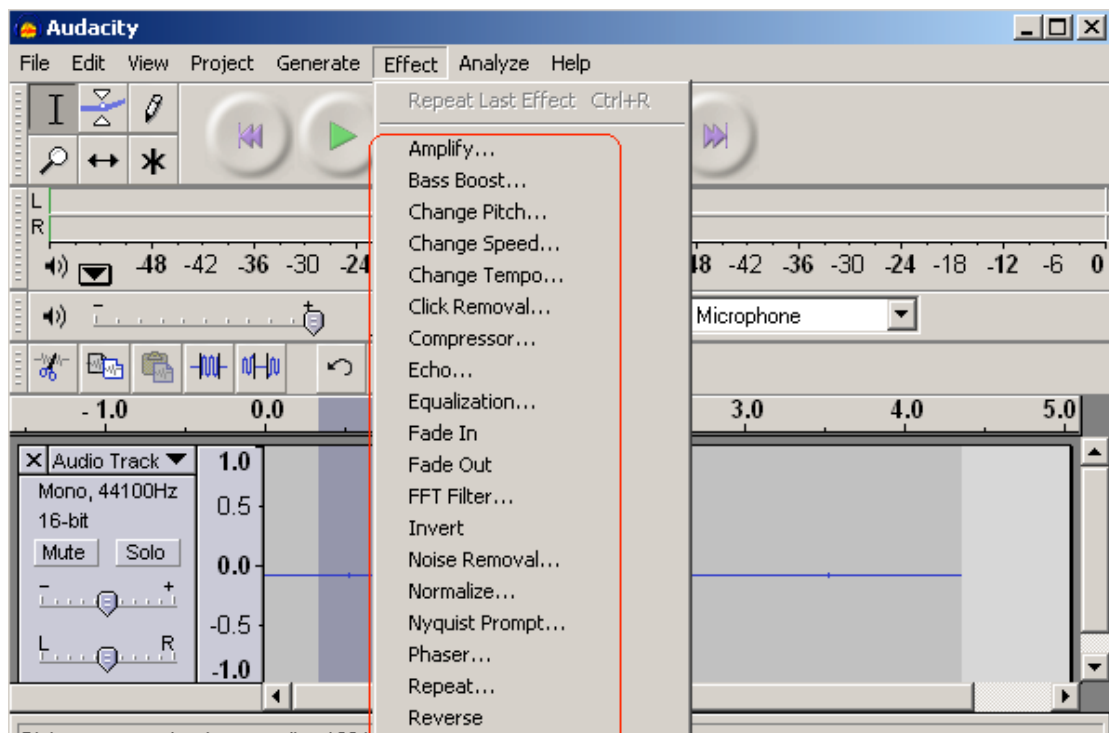 Audacity
File Edit View Project Generate Effect Analyze Help
Repeat Last Effect Ctrl+R
Amplify...
Bass Boost...
Change Pitch...
Change Speed...
Change Tempo...
Click Removal...
Compressor...
Echo...
Equalization...
Fade In
Fade Out
FFT Filter...
Invert
Noise Removal...
Normalize...
Nyquist Prompt...
Phaser...
Repeat...
Reverse
L
R
-48 -42 -36 -30 -24
-42 -36 -30 -24 -18 -12 -6 0
- +
Microphone
- 1.0 0.0 3.0 4.0 5.0
X Audio Track
Mono, 44100Hz
16-bit
Mute Solo
- +
L R
1.0
0.5
0.0
-0.5
-1.0